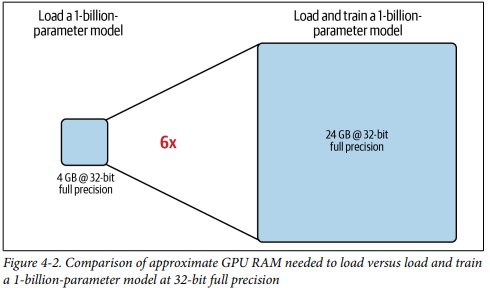 Load a 1-billion-
parameter model
Load and train a 1-billion-
parameter model
6x
4 GB @ 32-bit
full precision
24 GB @ 32-bit
full precision
Figure 4-2. Comparison of approximate GPU RAM needed to load versus load and train
a 1-billion-parameter model at 32-bit full precision